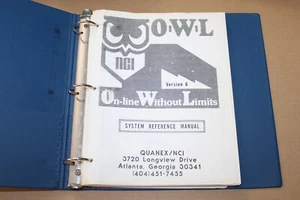 O·W·L
NCI
Version 6
On-line Without Limits
SYSTEM REFERENCE MANUAL
QUANEX/NCI
3720 Longview Drive
Atlanta, Georgia 30341
(404)451-7455